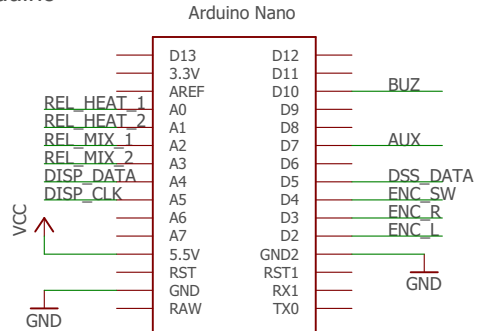 Arduino Nano
D13 D12
3.3V D11
AREF D10 BUZ
REL_HEAT_1 A0 D9
REL_HEAT_2 A1 D8
REL_MIX_1 A2 D7 AUX
REL_MIX_2 A3 D6
DISP_DATA A4 D5 DSS_DATA
DISP_CLK A5 D4 ENC_SW
A6 D3 ENC_R
VCC A7 D2 ENC_L
5.5V GND2
RST RST1 GND
GND RX1
GND RAW TX0